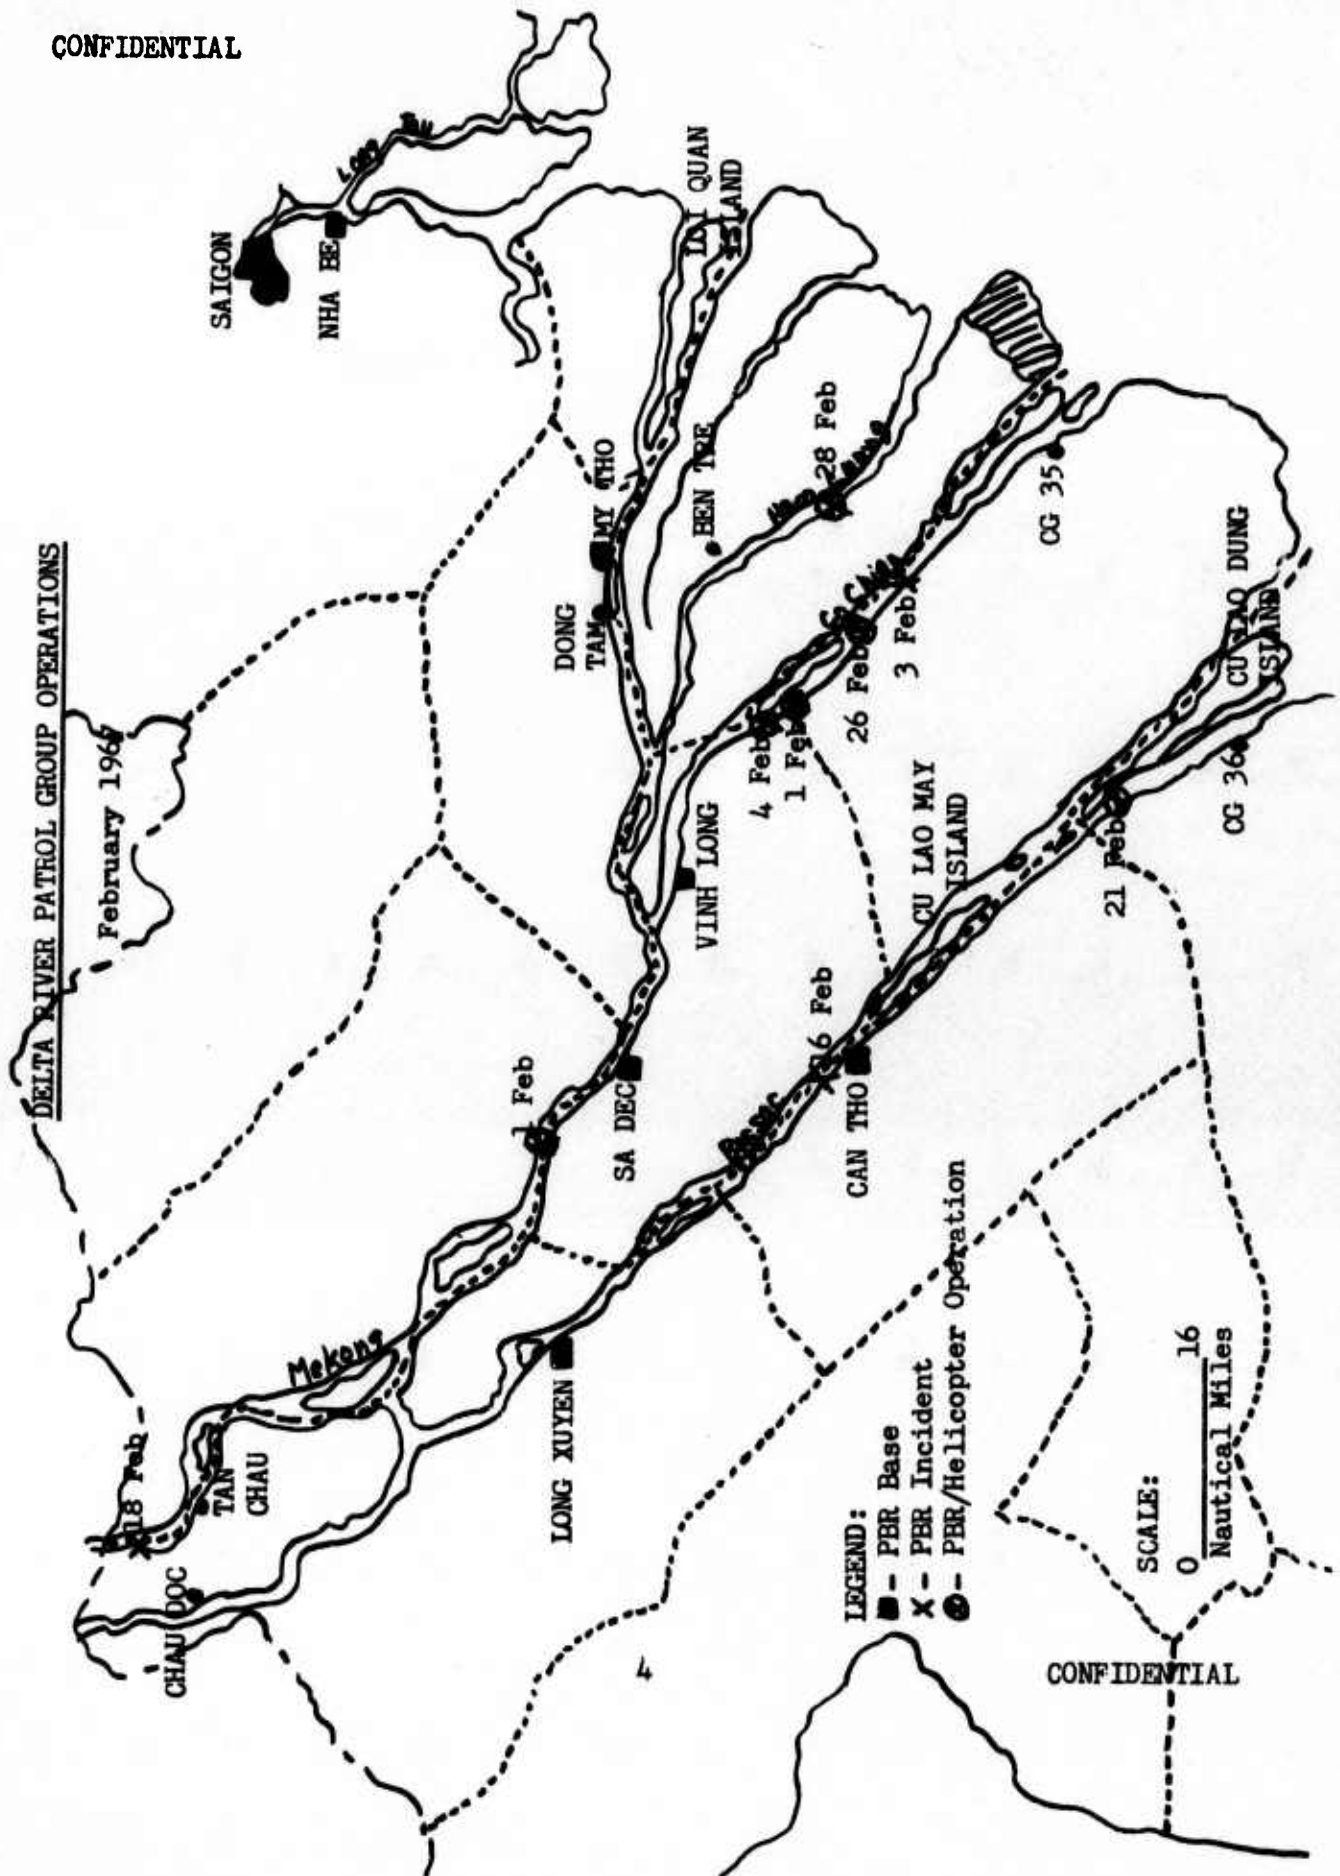 CONFIDENTIAL
DELTA RIVER PATROL GROUP OPERATIONS
February 1967
SAIGON
NHA BE
Long Tau
QUAN
ISLAND
MY THO
DONG
TAM
BEN TRE
28 Feb
Co Chien
4 Feb
1 Feb
26 Feb
3 Feb
CG 35
VINH LONG
CU LAO MAY
ISLAND
CU LAO DUNG
ISLAND
21 Feb
CG 36
1 Feb
SA DEC
16 Feb
CAN THO
Bassac
Mekong
18 Feb
TAN
CHAU
CHAU DOC
LONG XUYEN
LEGEND:
- PBR Base
X - PBR Incident
- PBR/Helicopter Operation
SCALE:
0 16
Nautical Miles
4
CONFIDENTIAL